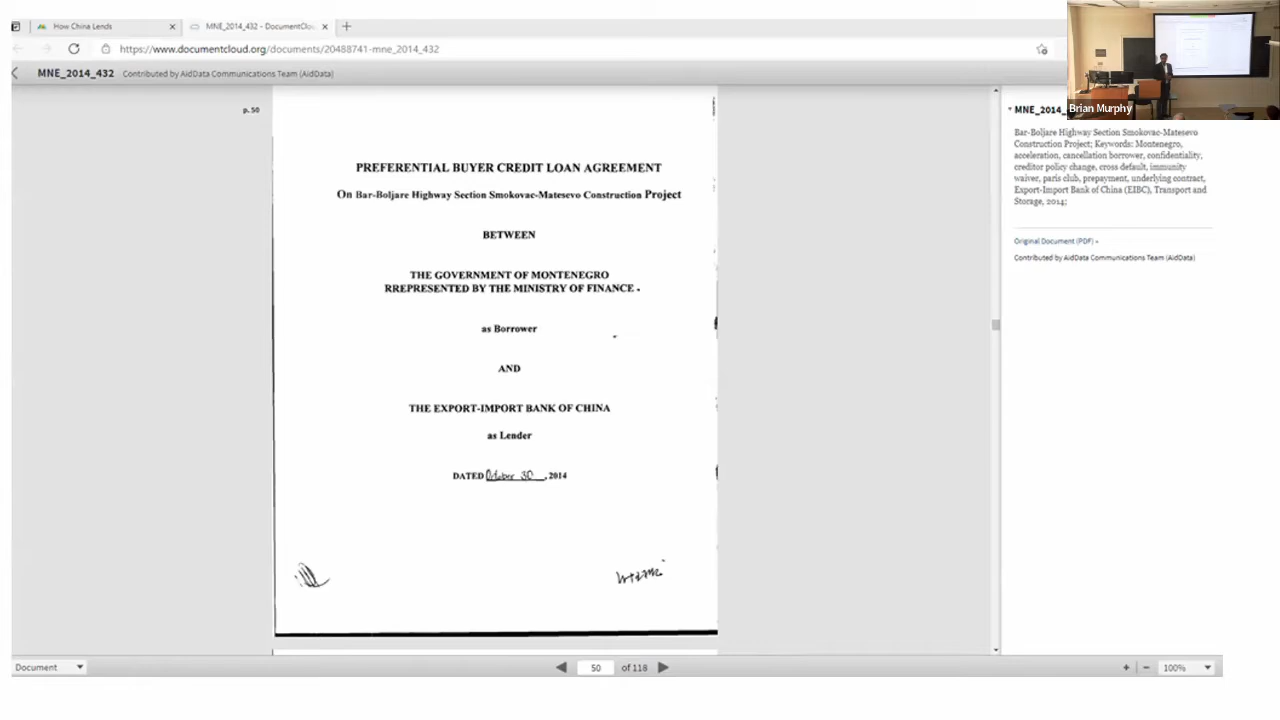 How China Lends
MNE_2014_432 - DocumentClou
https://www.documentcloud.org/documents/20488741-mne_2014_432
MNE_2014_432 Contributed by AidData Communications Team (AidData)
p. 50
PREFERENTIAL BUYER CREDIT LOAN AGREEMENT
On Bar-Boljare Highway Section Smokovac-Matesevo Construction Project
BETWEEN
THE GOVERNMENT OF MONTENEGRO
RREPRESENTED BY THE MINISTRY OF FINANCE .
as Borrower
AND
THE EXPORT-IMPORT BANK OF CHINA
as Lender
DATED October 30, 2014
Brian Murphy
MNE_2014_
Bar-Boljare Highway Section Smokovac-Matesevo
Construction Project; Keywords: Montenegro,
acceleration, cancellation borrower, confidentiality,
creditor policy change, cross default, immunity
waiver, paris club, prepayment, underlying contract,
Export-Import Bank of China (EIBC), Transport and
Storage, 2014;
Original Document (PDF) »
Contributed by AidData Communications Team (AidData)
Document
50 of 118
100%